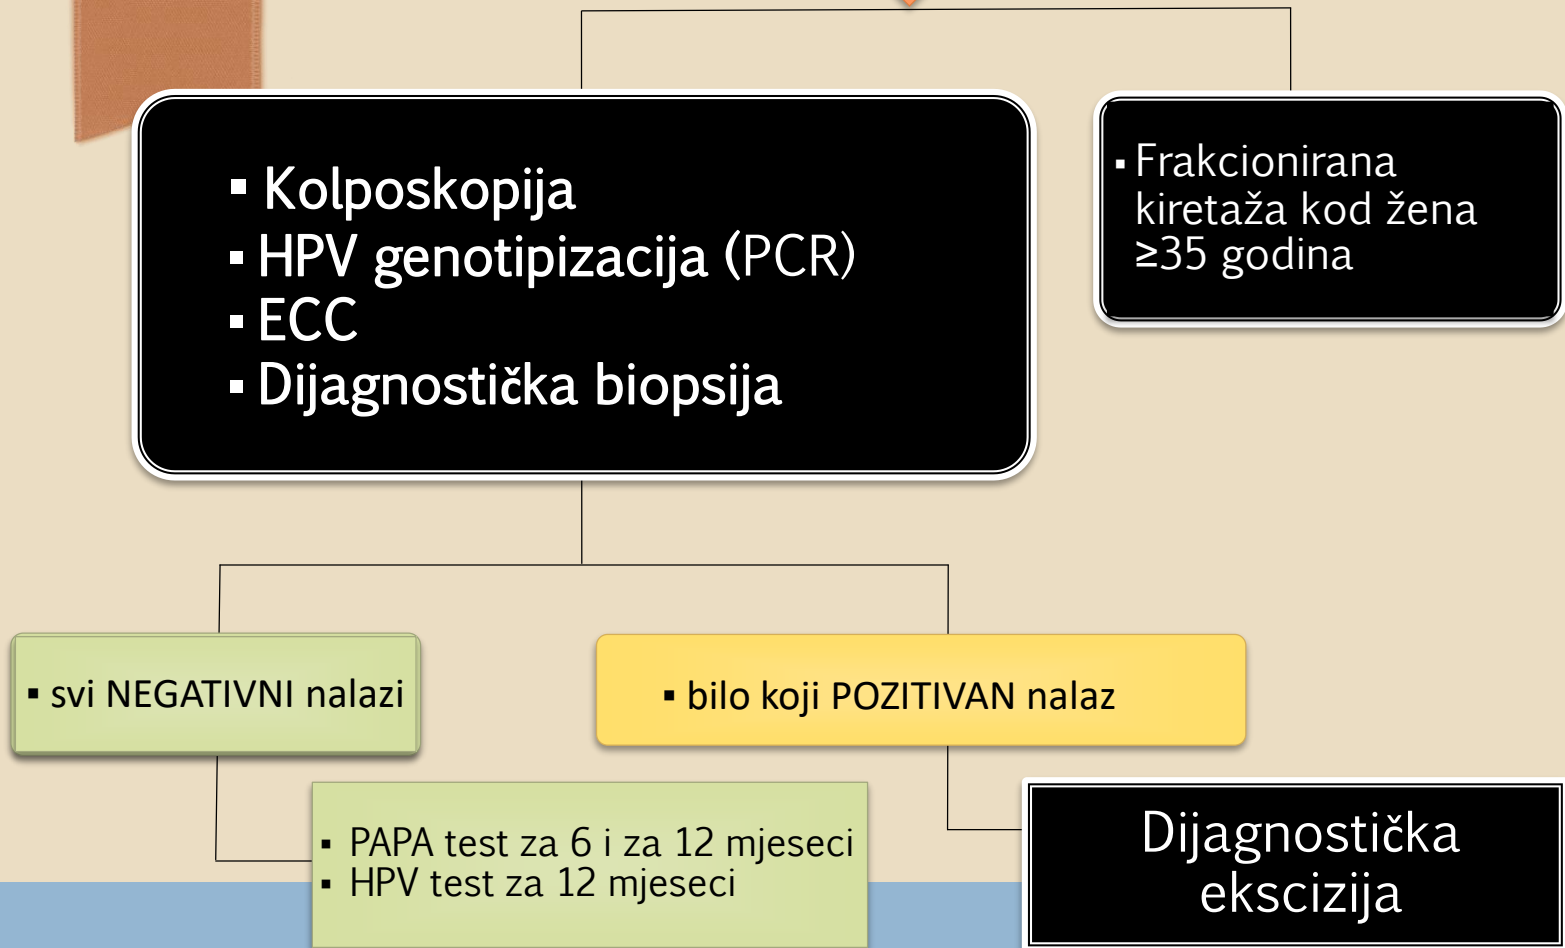 ▪ Kolposkopija
▪ HPV genotipizacija (PCR)
▪ ECC
▪ Dijagnostička biopsija
▪ Frakcionirana
kiretaža kod žena
≥35 godina
▪ svi NEGATIVNI nalazi
▪ bilo koji POZITIVAN nalaz
▪ PAPA test za 6 i za 12 mjeseci
▪ HPV test za 12 mjeseci
Dijagnostička
ekscizija